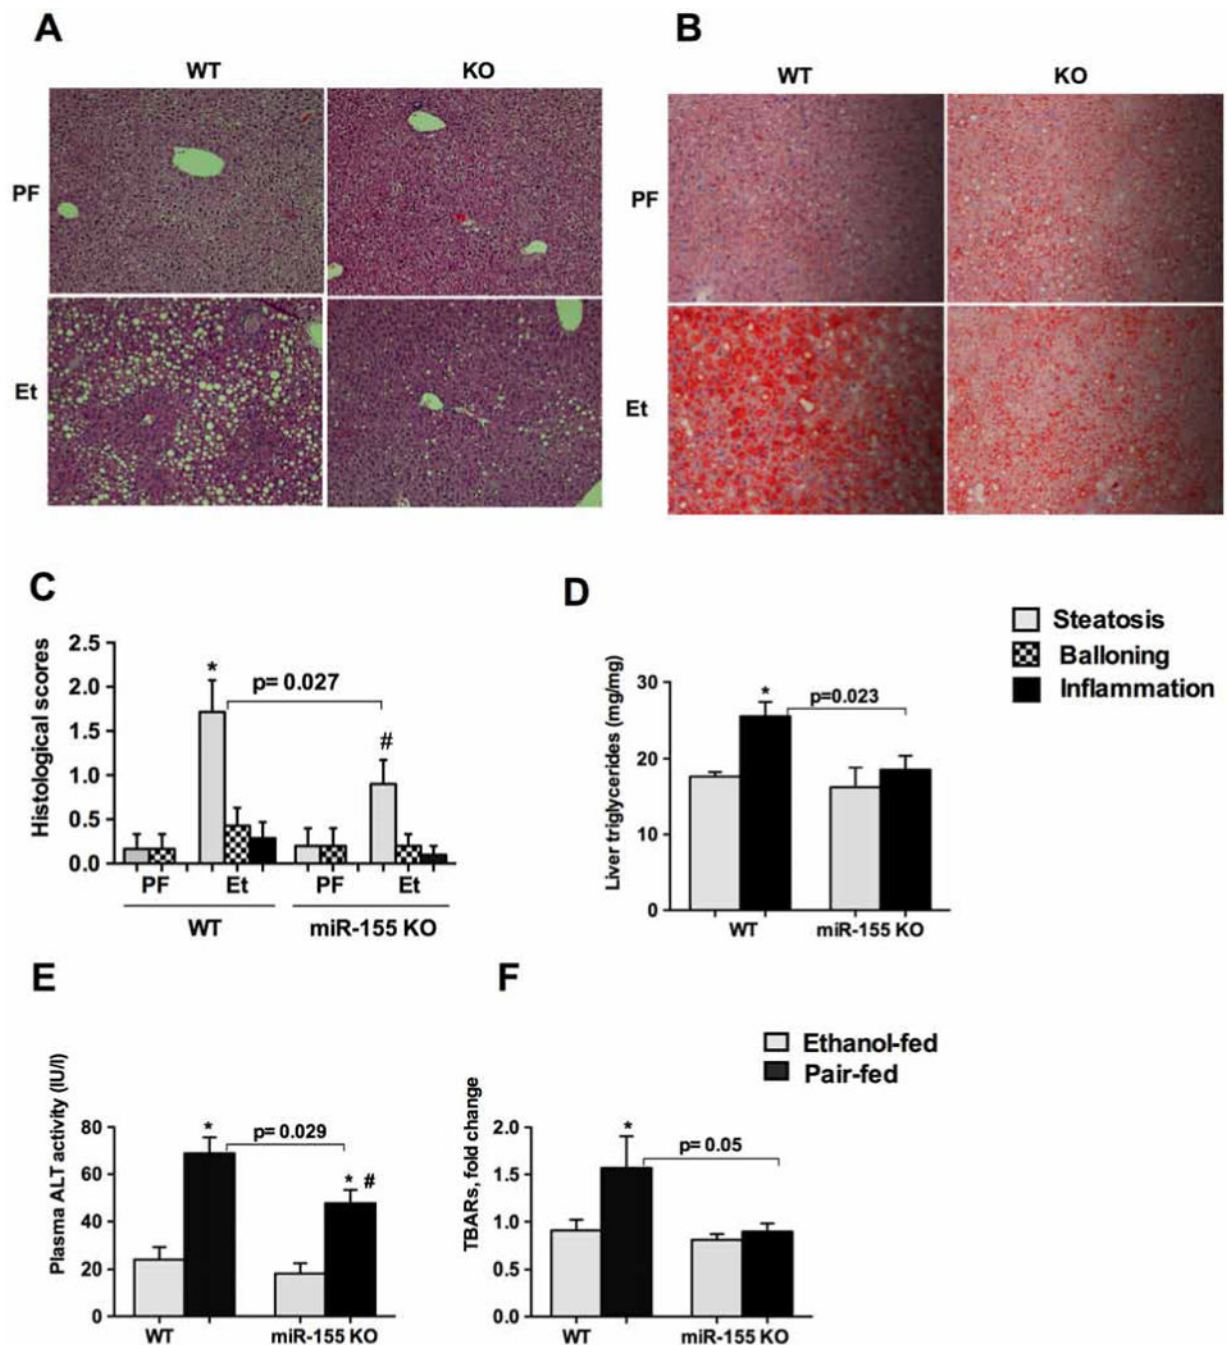 A
B
WT
KO
WT
KO
PF
PF
Et
Et
C
D
Steatosis
Balloning
Inflammation
Histological scores
2.5
2.0
1.5
1.0
0.5
0.0
*
p= 0.027
#
PF
Et
PF
Et
WT
miR-155 KO
Liver triglycerides (mg/mg)
30
20
10
0
*
p=0.023
WT
miR-155 KO
E
F
Ethanol-fed
Pair-fed
Plasma ALT activity (IU/l)
80
60
40
20
0
*
p= 0.029
* #
WT
miR-155 KO
TBARs, fold change
2.0
1.5
1.0
0.5
0.0
*
p= 0.05
WT
miR-155 KO